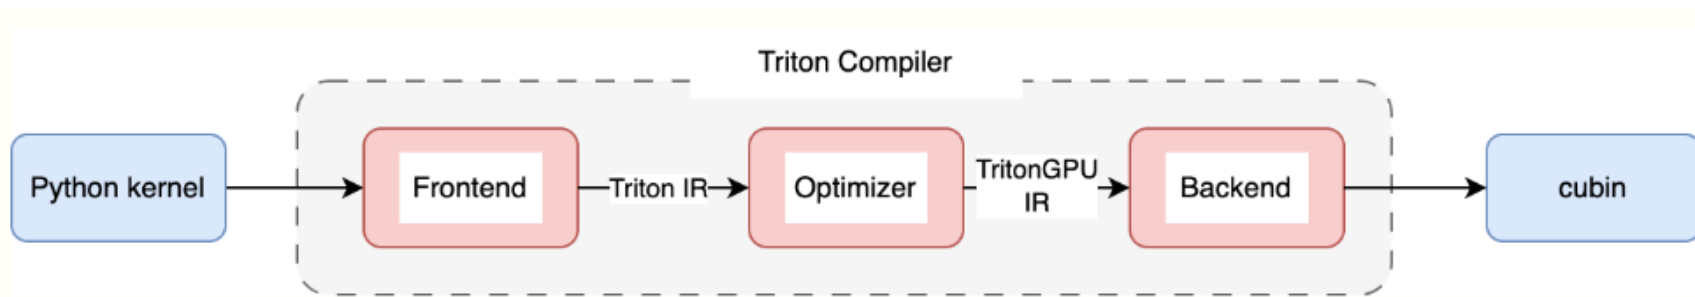 Triton Compiler
Python kernel
Frontend
Triton IR
Optimizer
TritonGPU
IR
Backend
cubin